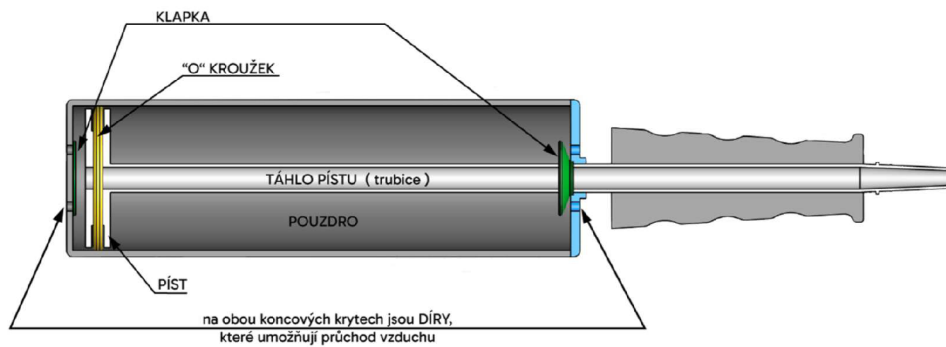 KLAPKA
"O" KROUŽEK
TÁHLO PÍSTU ( trubice )
POUZDRO
PÍST
na obou koncových krytech jsou DÍRY,
které umožňují průchod vzduchu